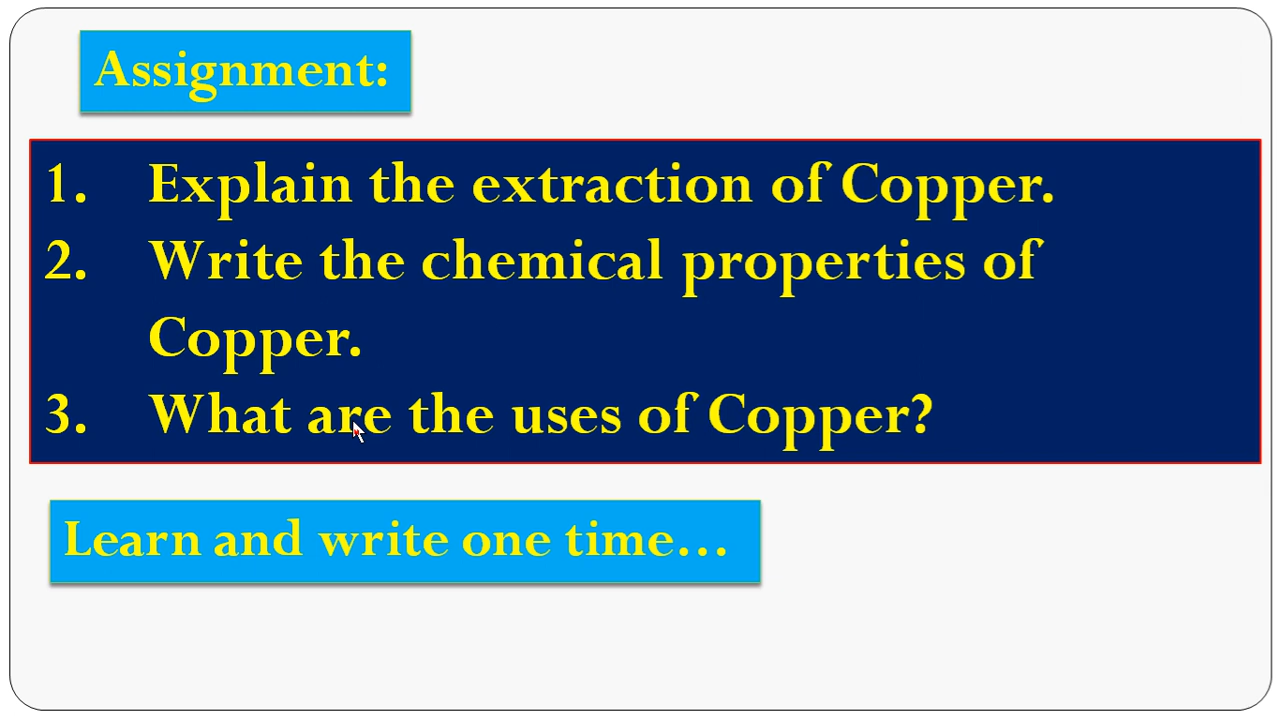 Assignment:
1. Explain the extraction of Copper.
2. Write the chemical properties of
Copper.
3. What are the uses of Copper?
Learn and write one time...